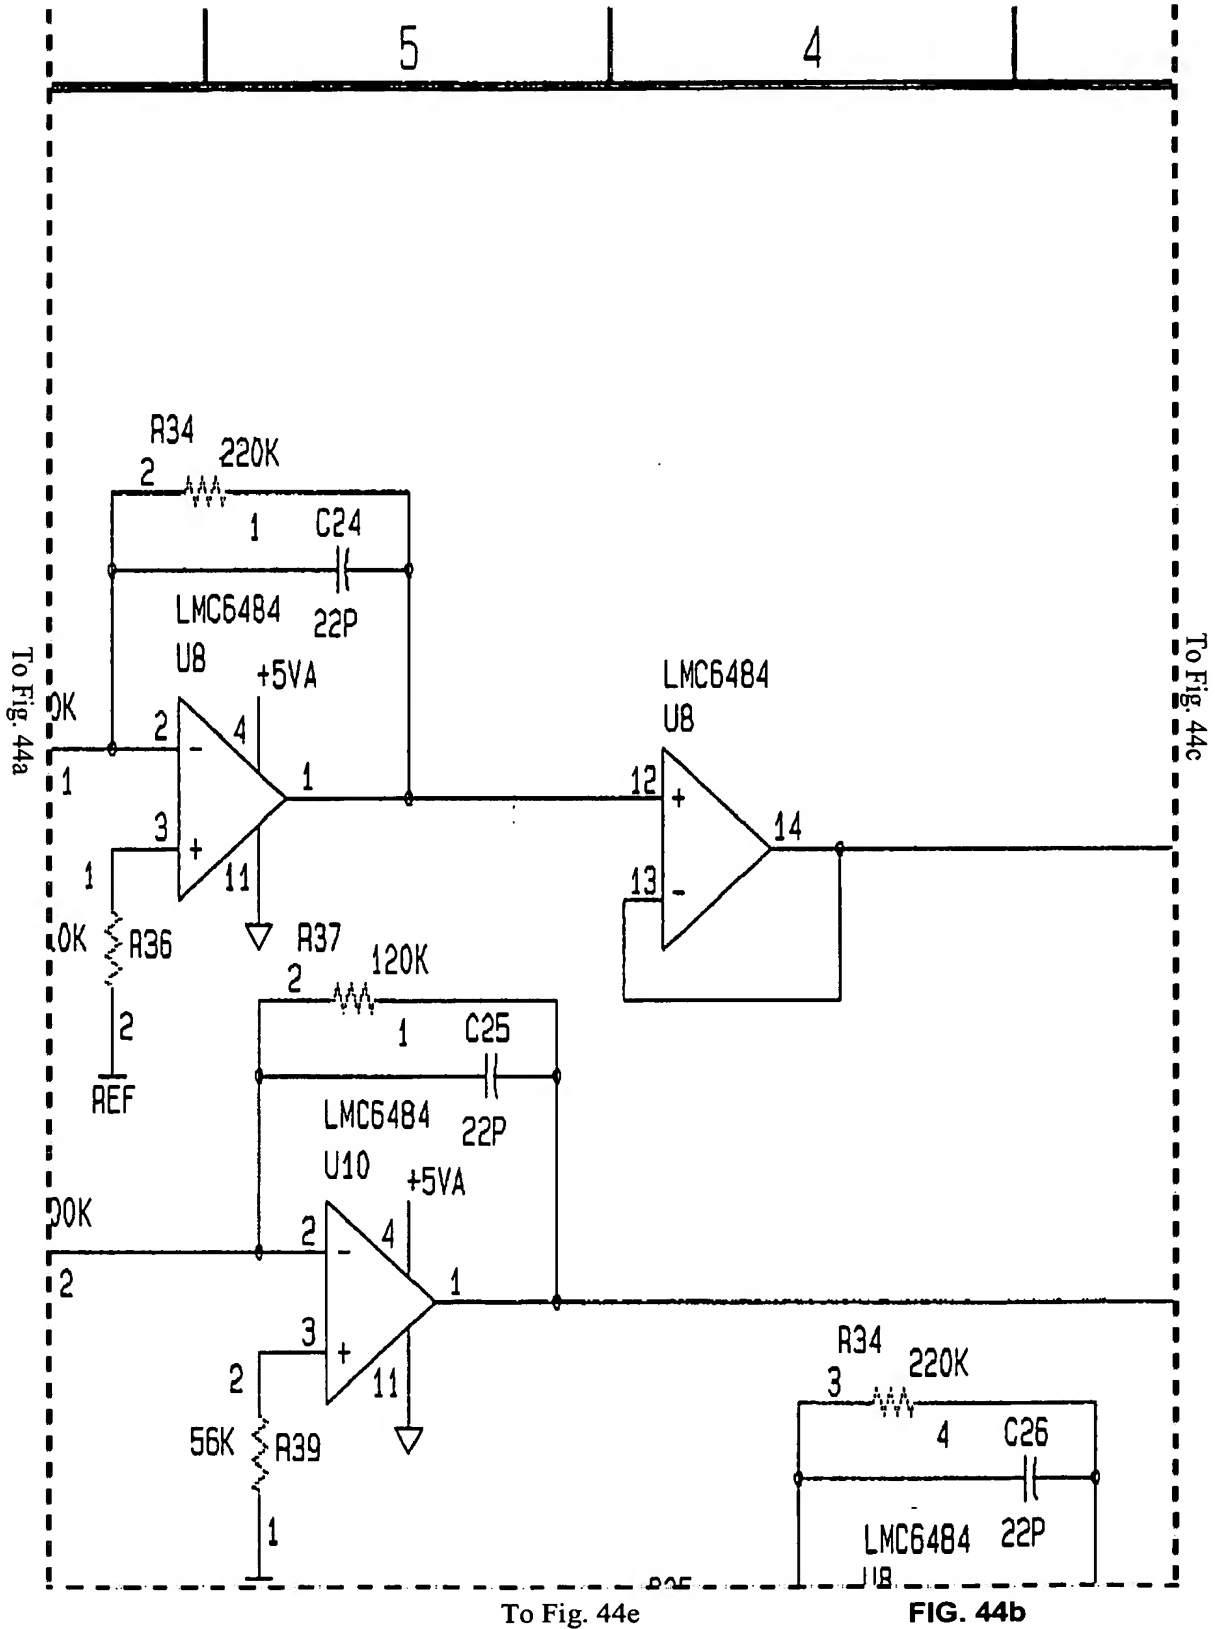 5 4
R34
220K
2
1
C24
LMC6484
22P
U8
+5VA
To Fig. 44a
To Fig. 44c
0K
2
-
4
1
1
3
+
11
1
0K
R36
2
REF
LMC6484
U8
12
+
14
13
-
R37
120K
2
1
C25
LMC6484
22P
U10
+5VA
00K
2
-
4
2
1
3
+
11
2
56K
R39
1
R34
220K
3
4
C26
LMC6484
22P
U8
To Fig. 44e
FIG. 44b